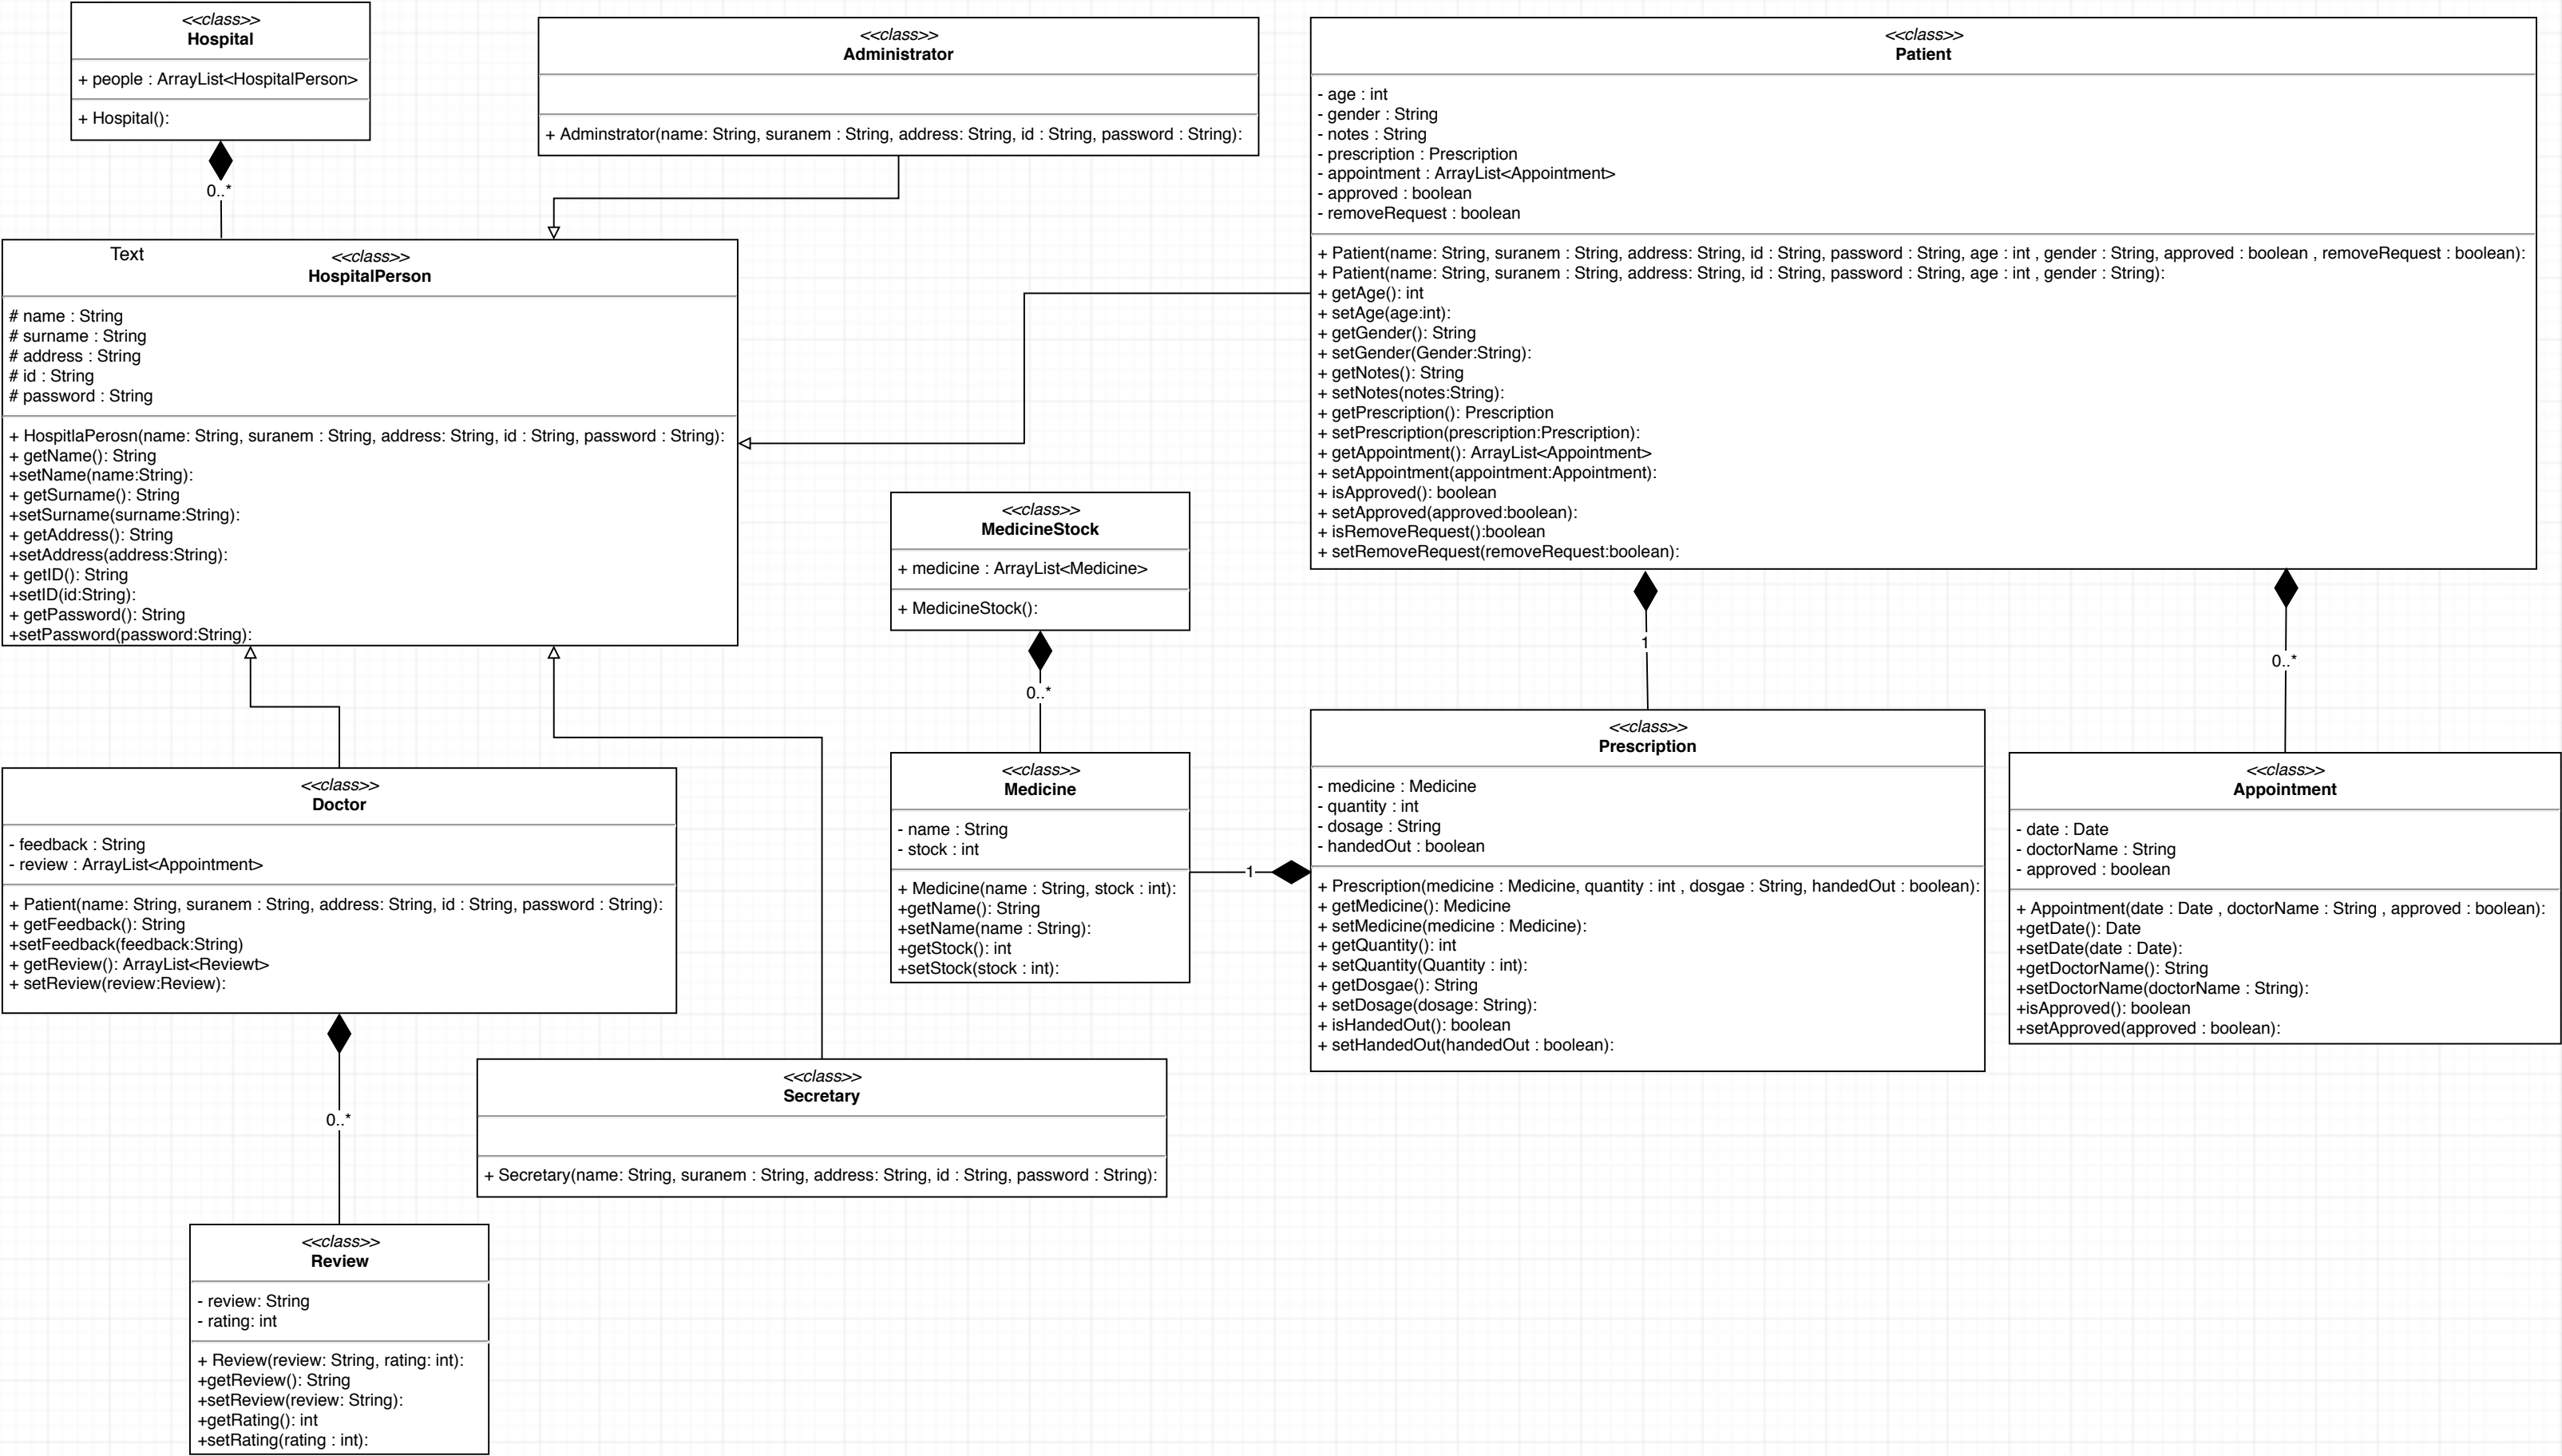 <<class>>
Hospital
+ people : ArrayList<HospitalPerson>
+ Hospital():
0..*
<<class>>
Administrator
+ Adminstrator(name: String, suranem : String, address: String, id : String, password : String):
<<class>>
Patient
- age : int
- gender : String
- notes : String
- prescription : Prescription
- appointment : ArrayList<Appointment>
- approved : boolean
- removeRequest : boolean
+ Patient(name: String, suranem : String, address: String, id : String, password : String, age : int , gender : String, approved : boolean , removeRequest : boolean):
+ Patient(name: String, suranem : String, address: String, id : String, password : String, age : int , gender : String):
+ getAge(): int
+ setAge(age:int):
+ getGender(): String
+ setGender(Gender:String):
+ getNotes(): String
+ setNotes(notes:String):
+ getPrescription(): Prescription
+ setPrescription(prescription:Prescription):
+ getAppointment(): ArrayList<Appointment>
+ setAppointment(appointment:Appointment):
+ isApproved(): boolean
+ setApproved(approved:boolean):
+ isRemoveRequest():boolean
+ setRemoveRequest(removeRequest:boolean):
Text
<<class>>
HospitalPerson
# name : String
# surname : String
# address : String
# id : String
# password : String
+ HospitlaPerosn(name: String, suranem : String, address: String, id : String, password : String):
+ getName(): String
+setName(name:String):
+ getSurname(): String
+setSurname(surname:String):
+ getAddress(): String
+setAddress(address:String):
+ getID(): String
+setID(id:String):
+ getPassword(): String
+setPassword(password:String):
<<class>>
MedicineStock
+ medicine : ArrayList<Medicine>
+ MedicineStock():
0..*
1
0..*
<<class>>
Doctor
- feedback : String
- review : ArrayList<Appointment>
+ Patient(name: String, suranem : String, address: String, id : String, password : String):
+ getFeedback(): String
+setFeedback(feedback:String)
+ getReview(): ArrayList<Reviewt>
+ setReview(review:Review):
0..*
<<class>>
Medicine
- name : String
- stock : int
+ Medicine(name : String, stock : int):
+getName(): String
+setName(name : String):
+getStock(): int
+setStock(stock : int):
1
<<class>>
Prescription
- medicine : Medicine
- quantity : int
- dosage : String
- handedOut : boolean
+ Prescription(medicine : Medicine, quantity : int , dosgae : String, handedOut : boolean):
+ getMedicine(): Medicine
+ setMedicine(medicine : Medicine):
+ getQuantity(): int
+ setQuantity(Quantity : int):
+ getDosgae(): String
+ setDosage(dosage: String):
+ isHandedOut(): boolean
+ setHandedOut(handedOut : boolean):
<<class>>
Appointment
- date : Date
- doctorName : String
- approved : boolean
+ Appointment(date : Date , doctorName : String , approved : boolean):
+getDate(): Date
+setDate(date : Date):
+getDoctorName(): String
+setDoctorName(doctorName : String):
+isApproved(): boolean
+setApproved(approved : boolean):
<<class>>
Secretary
+ Secretary(name: String, suranem : String, address: String, id : String, password : String):
<<class>>
Review
- review: String
- rating: int
+ Review(review: String, rating: int):
+getReview(): String
+setReview(review: String):
+getRating(): int
+setRating(rating : int):